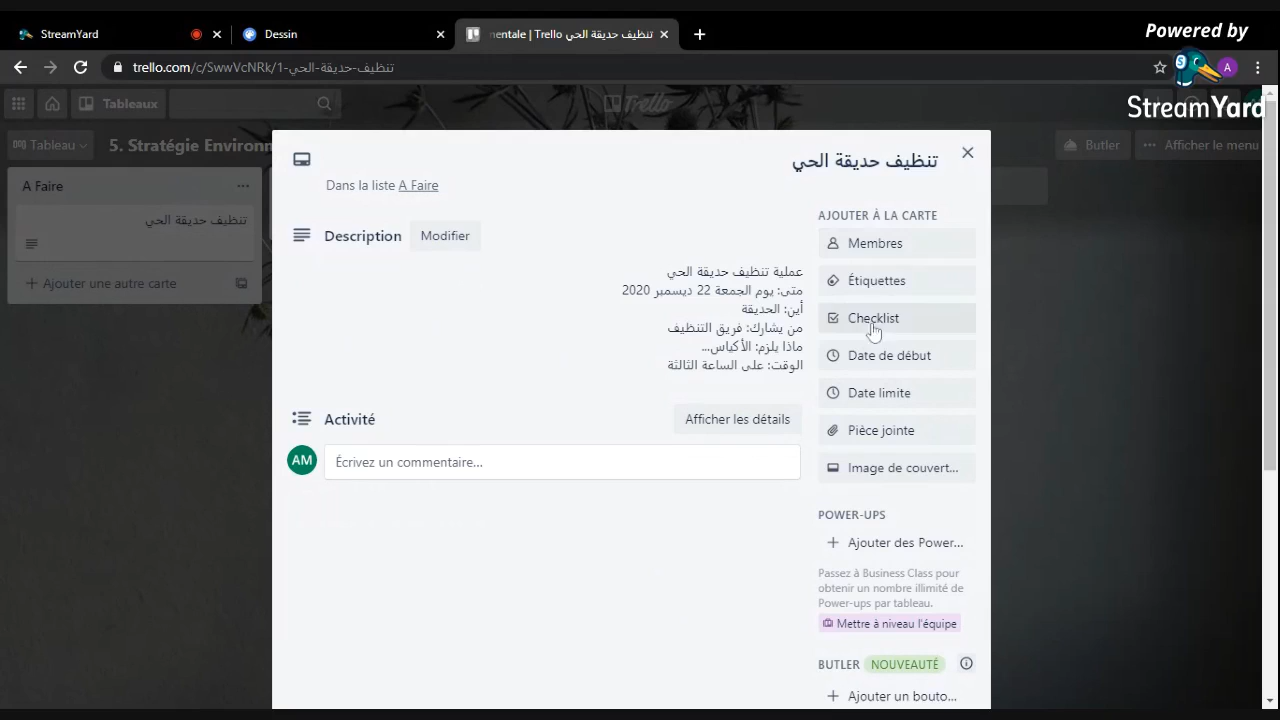 StreamYard
Dessin
mentale | Trello تنظيف حديقة الحي
Powered by
trello.com/c/SwwVcNRk/1-تنظيف-حديقة-الحي
A
StreamYard
Tableaux
Trello
Tableau
5. Stratégie Environn
Butler
Afficher le menu
A Faire
تنظيف حديقة الحي
Ajouter une autre carte
تنظيف حديقة الحي
Dans la liste A Faire
Description
Modifier
عملية تنظيف حديقة الحي
متى: يوم الجمعة 22 ديسمبر 2020
أين: الحديقة
من يشارك: فريق التنظيف
ماذا يلزم: الأكياس...
الوقت: على الساعة الثالثة
Activité
Afficher les détails
AM
Écrivez un commentaire...
AJOUTER À LA CARTE
Membres
Étiquettes
Checklist
Date de début
Date limite
Pièce jointe
Image de couvert...
POWER-UPS
Ajouter des Power...
Passez à Business Class pour
obtenir un nombre illimité de
Power-ups par tableau.
Mettre à niveau l'équipe
BUTLER NOUVEAUTÉ
Ajouter un bouto...